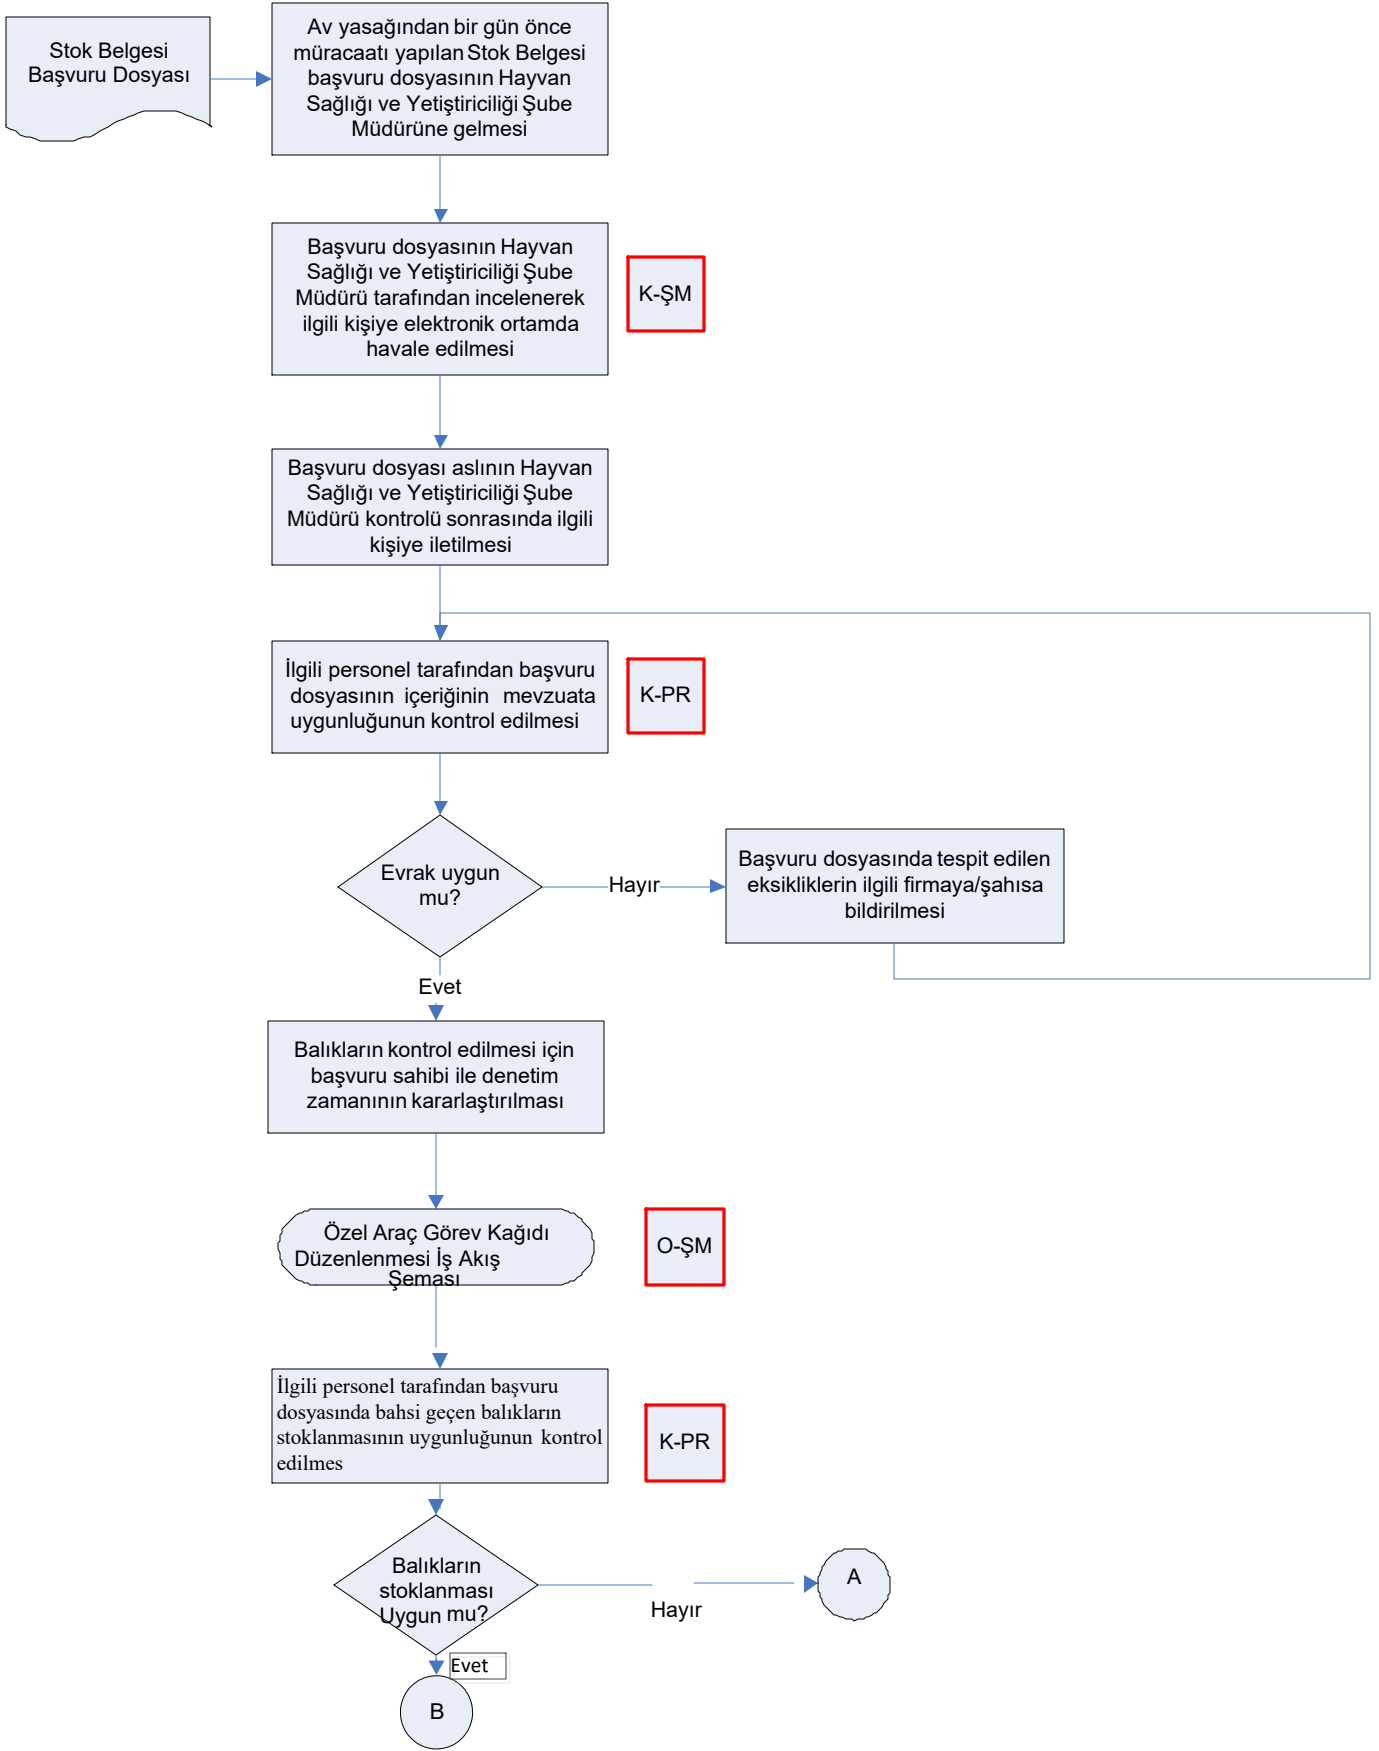 Stok Belgesi
Başvuru Dosyası
Av yasağından bir gün önce
müracaatı yapılan Stok Belgesi
başvuru dosyasının Hayvan
Sağlığı ve Yetiştiriciliği Şube
Müdürüne gelmesi
Başvuru dosyasının Hayvan
Sağlığı ve Yetiştiriciliği Şube
Müdürü tarafından incelenerek
ilgili kişiye elektronik ortamda
havale edilmesi
K-ŞM
Başvuru dosyası aslının Hayvan
Sağlığı ve Yetiştiriciliği Şube
Müdürü kontrolü sonrasında ilgili
kişiye iletilmesi
İlgili personel tarafından başvuru
dosyasının içeriğinin mevzuata
uygunluğunun kontrol edilmesi
K-PR
Evrak uygun
mu?
Hayır
Başvuru dosyasında tespit edilen
eksikliklerin ilgili firmaya/şahısa
bildirilmesi
Evet
Balıkların kontrol edilmesi için
başvuru sahibi ile denetim
zamanının kararlaştırılması
Özel Araç Görev Kağıdı
Düzenlenmesi İş Akış
Şeması
O-ŞM
İlgili personel tarafından başvuru
dosyasında bahsi geçen balıkların
stoklanmasının uygunluğunun kontrol
edilmes
K-PR
Balıkların
stoklanması
Uygun mu?
Hayır
A
Evet
B